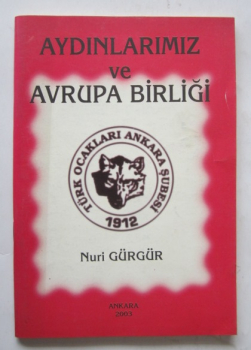 AYDINLARIMIZ
ve
AVRUPA BİRLİĞİ
TÜRK OCAKLARI ANKARA ŞUBESİ
1912
Nuri GÜRGÜR
ANKARA
2003